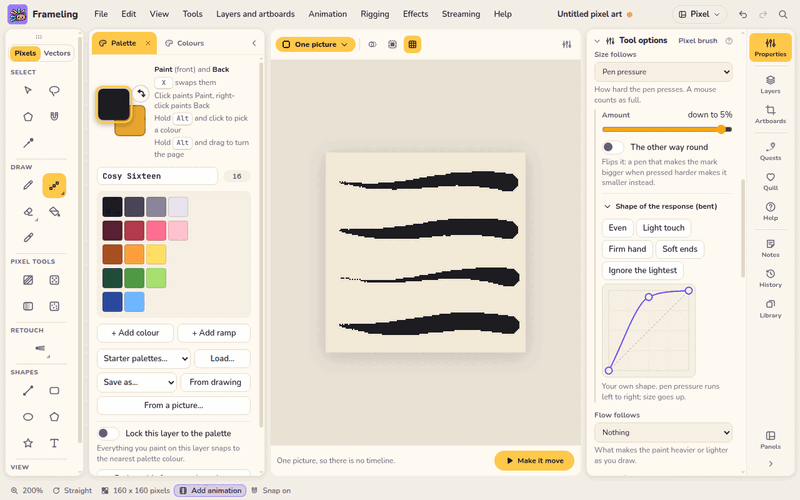 Frameling
File Edit View Tools Layers and artboards Animation Rigging Effects Streaming Help
Untitled pixel art
Pixel
Pixels Vectors
SELECT
DRAW
PIXEL TOOLS
RETOUCH
SHAPES
VIEW
Palette
Colours
Paint (front) and Back
X swaps them
Click paints Paint, right-
click paints Back
Hold Alt and click to pick
a colour
Hold Alt and drag to turn
the page
Cosy Sixteen 16
+ Add colour + Add ramp
Starter palettes... Load...
Save as... From drawing
From a picture...
Lock this layer to the palette
Everything you paint on this layer snaps to
the nearest palette colour.
One picture
One picture, so there is no timeline.
Make it move
Tool options Pixel brush
Size follows
Pen pressure
How hard the pen presses. A mouse
counts as full.
Amount down to 5%
The other way round
Flips it: a pen that makes the mark
bigger when pressed harder makes it
smaller instead.
Shape of the response (bent)
Even Light touch
Firm hand Soft ends
Ignore the lightest
Your own shape. pen pressure runs
left to right; size goes up.
Flow follows
Nothing
What makes the paint heavier or lighter
as you draw.
Properties
Layers
Artboards
Quests
Quill
Help
Notes
History
Library
Panels
200% Straight 160 x 160 pixels Add animation Snap on